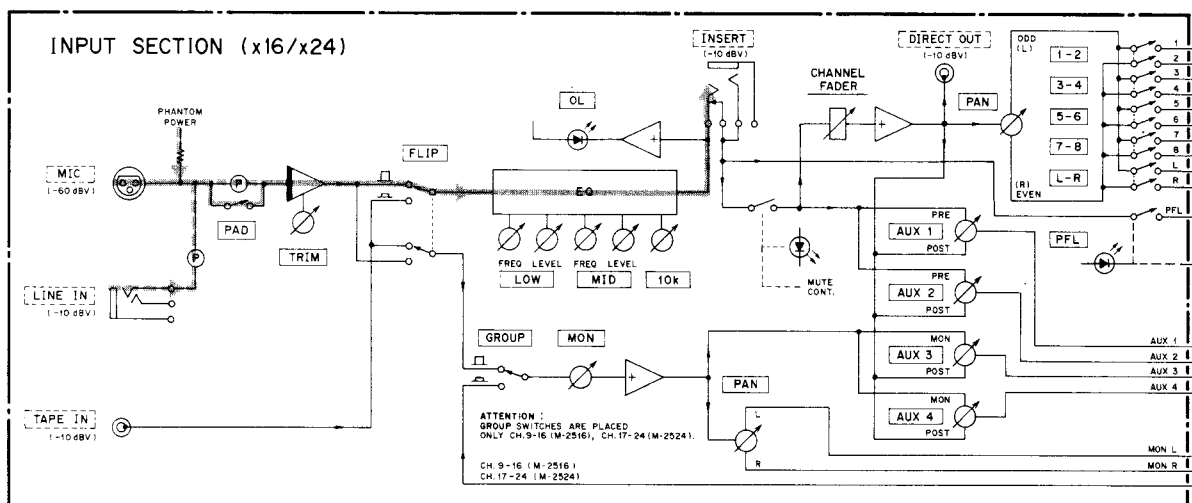 INPUT SECTION (x16/x24)
INSERT
(-10 dBV)
DIRECT OUT
(-10 dBV)
ODD
(L)
1-2
3-4
5-6
7-8
L-R
(R)
EVEN
1
2
3
4
5
6
7
8
L
R
PFL
CHANNEL
FADER
PAN
OL
PHANTOM
POWER
FLIP
MIC
(-60 dBV)
P
PAD
TRIM
EQ
FREQ LEVEL FREQ LEVEL
LOW MID 10k
P
LINE IN
(-10 dBV)
MUTE
CONT.
PRE
AUX 1
POST
PFL
PRE
AUX 2
POST
MON
AUX 3
POST
MON
AUX 4
POST
AUX 1
AUX 2
AUX 3
AUX 4
GROUP
MON
PAN
L
R
TAPE IN
(-10 dBV)
ATTENTION :
GROUP SWITCHES ARE PLACED
ONLY CH.9-16 (M-2516), CH.17-24 (M-2524).
CH. 9-16 (M-2516)
CH. 17-24 (M-2524)
MON L
MON R